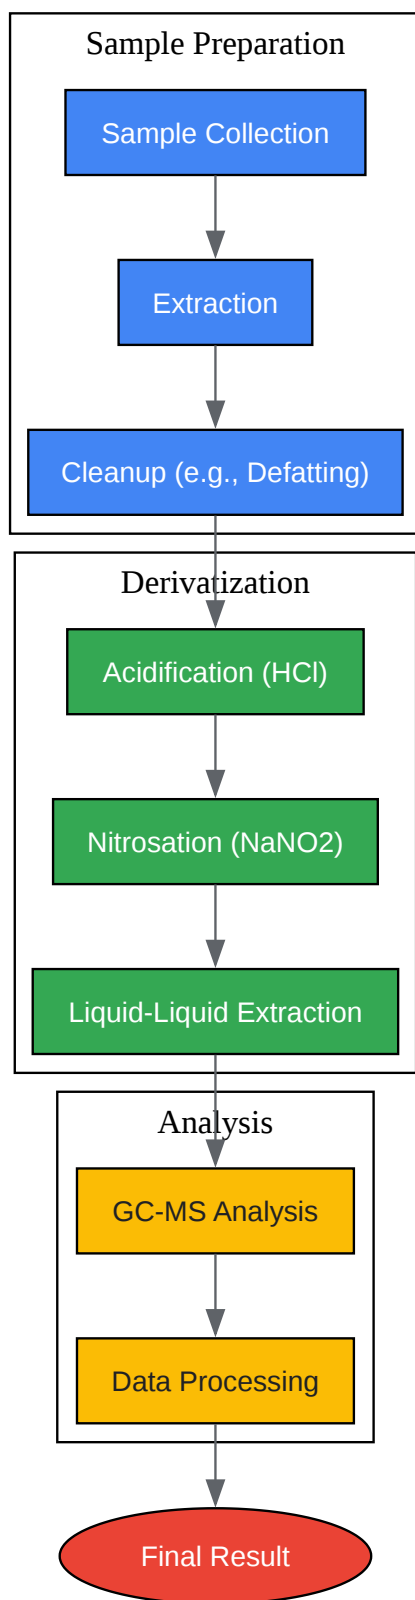 Sample Preparation
Sample Collection
Extraction
Cleanup (e.g., Defatting)
Derivatization
Acidification (HCl)
Nitrosation (NaNO2)
Liquid-Liquid Extraction
Analysis
GC-MS Analysis
Data Processing
Final Result